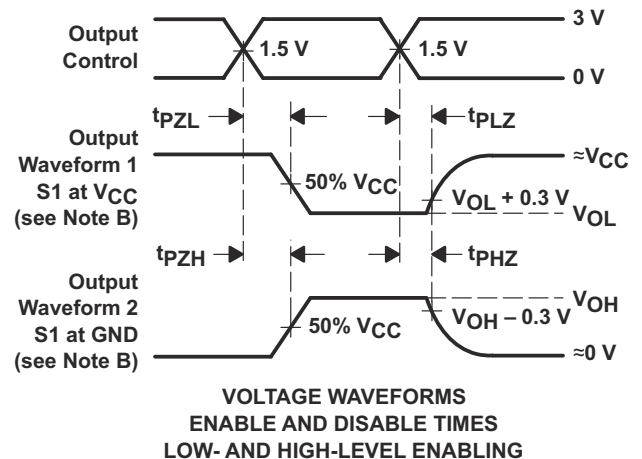 Output
Control
1.5 V
1.5 V
3 V
0 V
tPZL
tPLZ
Output
Waveform 1
S1 at VCC
(see Note B)
50% VCC
≈VCC
VOL + 0.3 V
VOL
tPZH
tPHZ
Output
Waveform 2
S1 at GND
(see Note B)
50% VCC
VOH
VOH – 0.3 V
≈0 V
VOLTAGE WAVEFORMS
ENABLE AND DISABLE TIMES
LOW- AND HIGH-LEVEL ENABLING